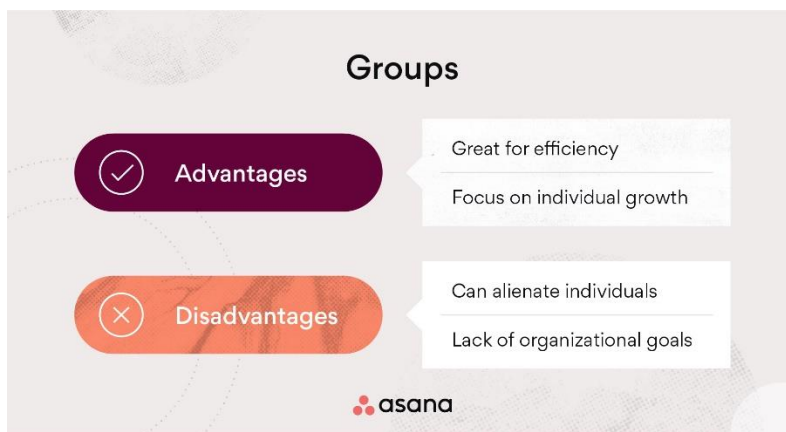 Groups
Advantages
Great for efficiency
Focus on individual growth
Disadvantages
Can alienate individuals
Lack of organizational goals
asana